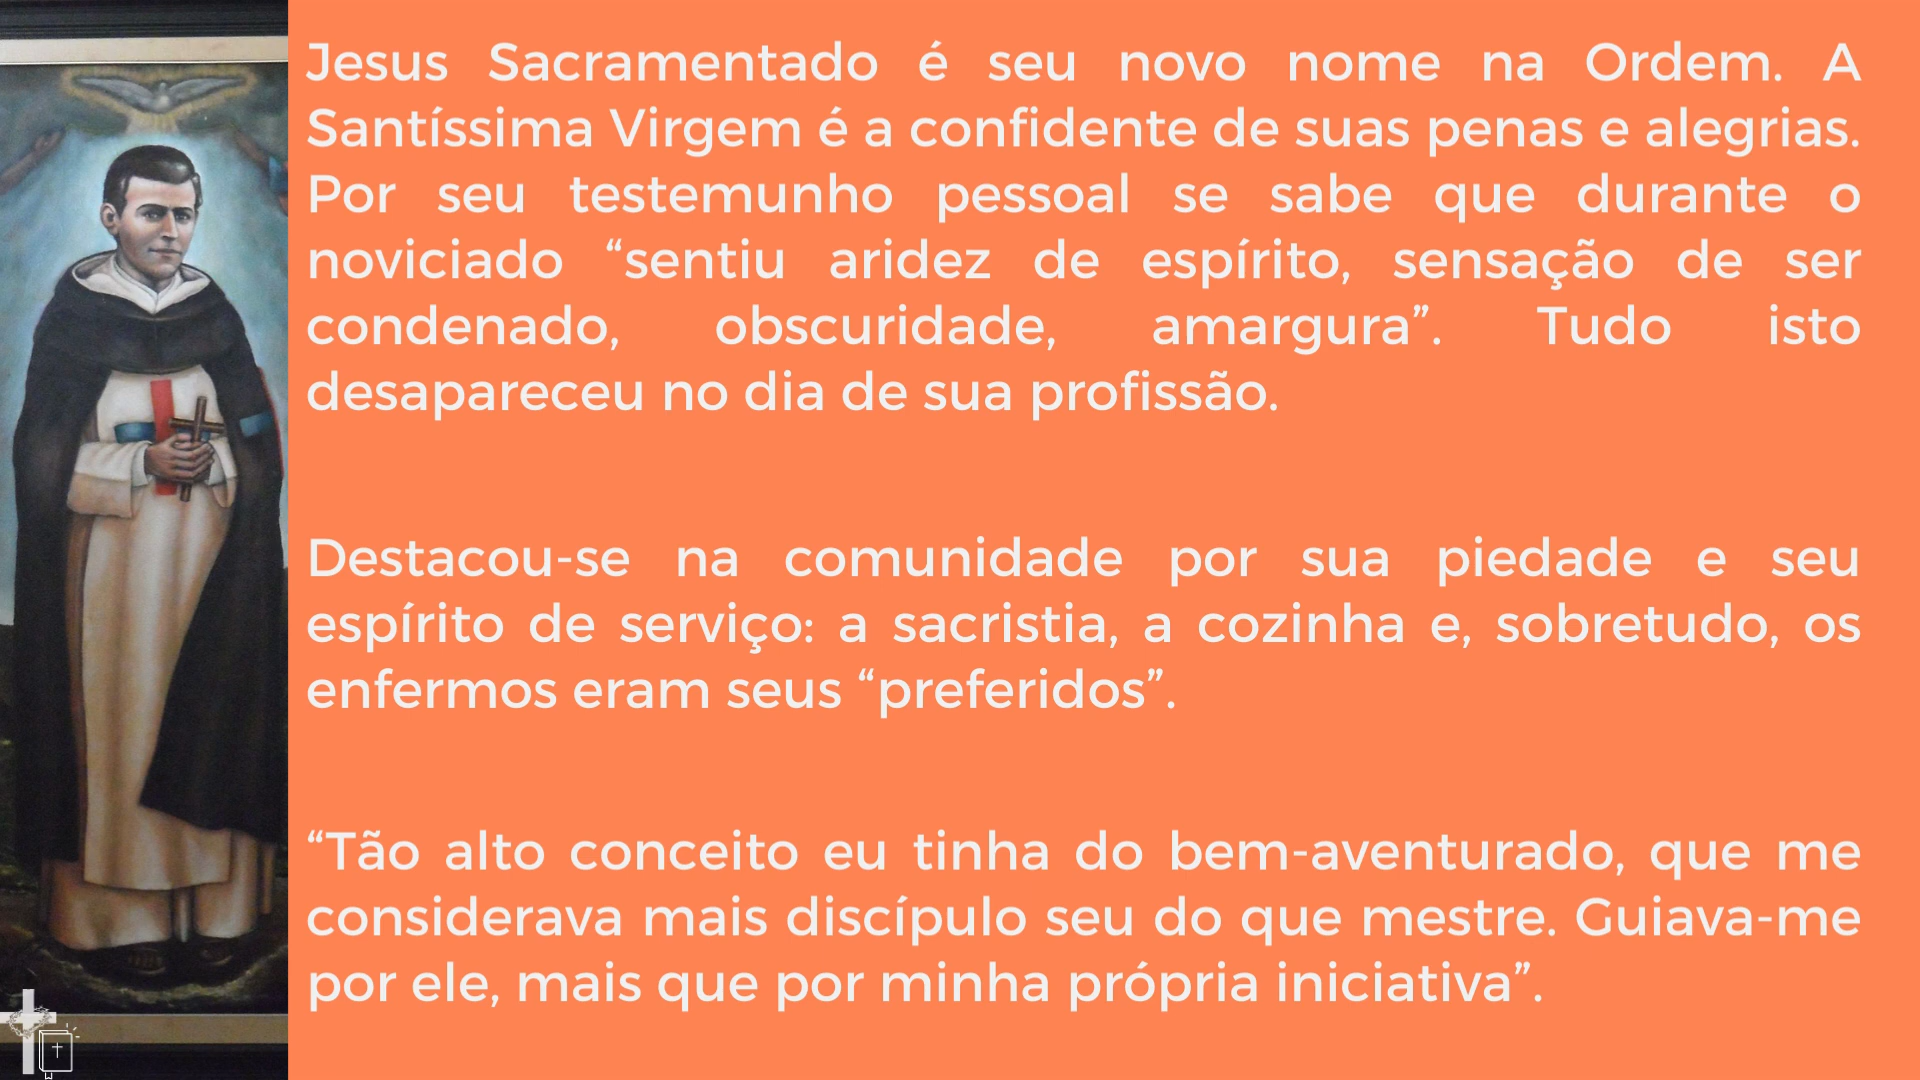 Jesus Sacramentado é seu novo nome na Ordem. A
Santíssima Virgem é a confidente de suas penas e alegrias.
Por seu testemunho pessoal se sabe que durante o
noviciado “sentiu aridez de espírito, sensação de ser
condenado, obscuridade, amargura”. Tudo isto
desapareceu no dia de sua profissão.
Destacou-se na comunidade por sua piedade e seu
espírito de serviço: a sacristia, a cozinha e, sobretudo, os
enfermos eram seus “preferidos”.
“Tão alto conceito eu tinha do bem-aventurado, que me
considerava mais discípulo seu do que mestre. Guiava-me
por ele, mais que por minha própria iniciativa”.